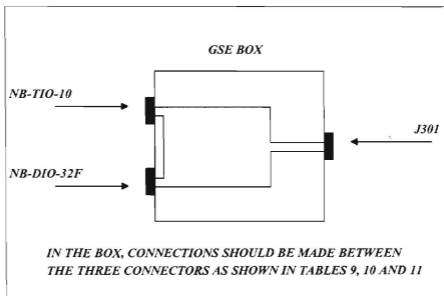 GSE BOX
NB-TIO-10
J301
NB-DIO-32F
IN THE BOX, CONNECTIONS SHOULD BE MADE BETWEEN
THE THREE CONNECTORS AS SHOWN IN TABLES 9, 10 AND 11